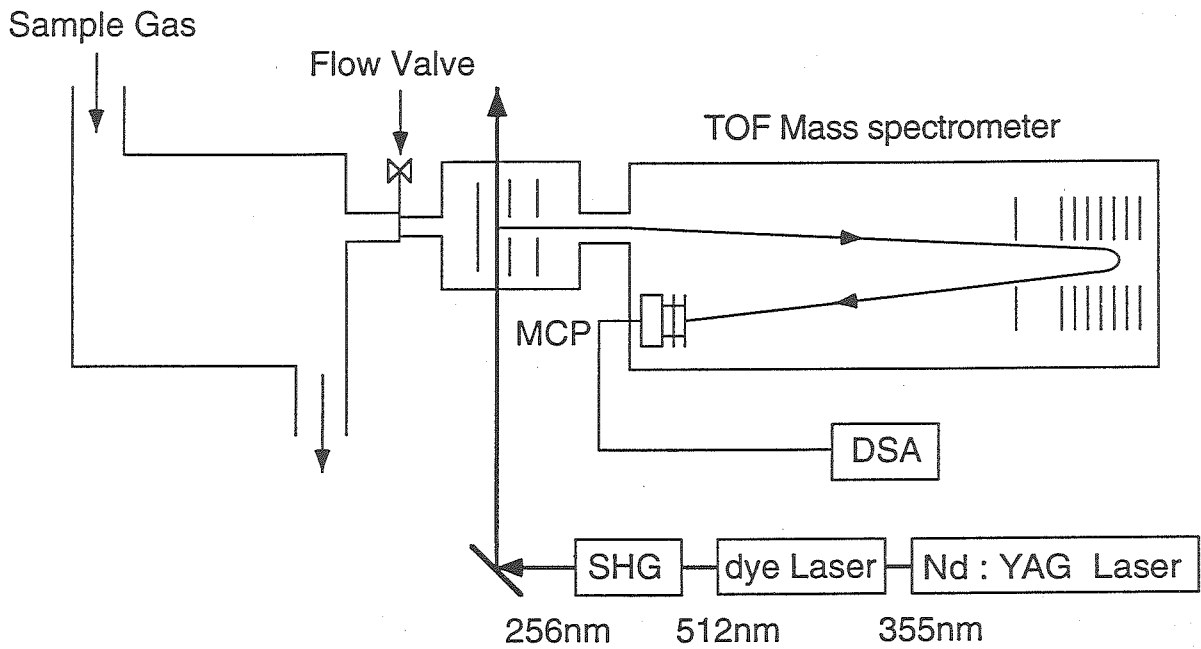 Sample Gas
Flow Valve
TOF Mass spectrometer
MCP
DSA
SHG
dye Laser
Nd : YAG Laser
256nm
512nm
355nm